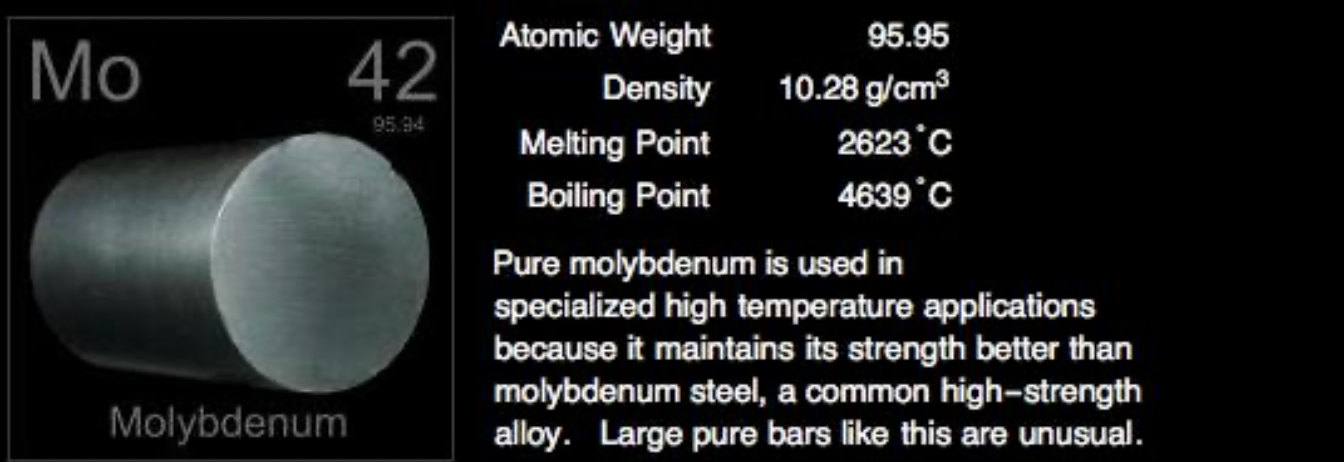 Mo 42
95.94
Molybdenum
Atomic Weight 95.95
Density 10.28 g/cm³
Melting Point 2623 °C
Boiling Point 4639 °C
Pure molybdenum is used in
specialized high temperature applications
because it maintains its strength better than
molybdenum steel, a common high-strength
alloy. Large pure bars like this are unusual.